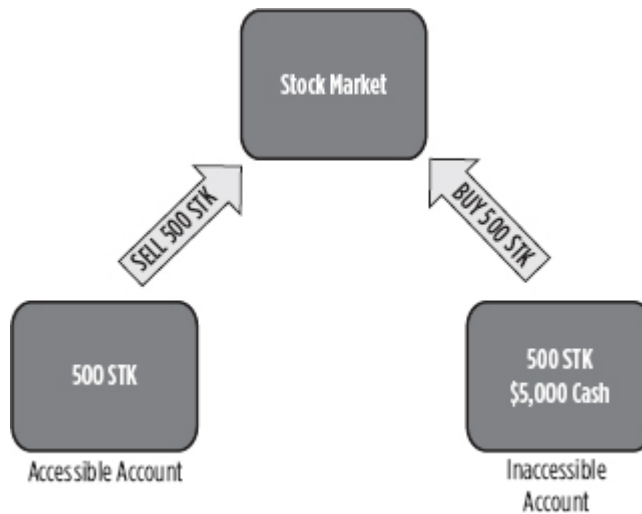 Stock Market
SELL 500 STK
BUY 500 STK
500 STK
500 STK
$5,000 Cash
Accessible Account
Inaccessible
Account